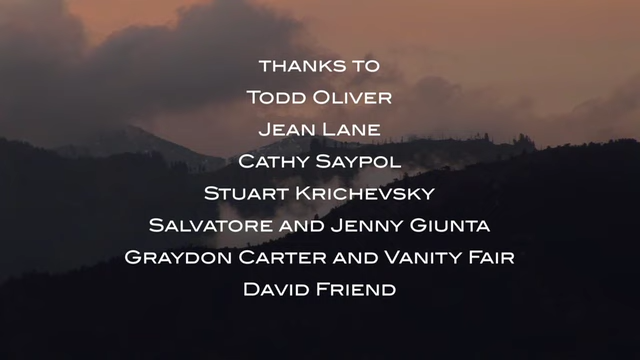 THANKS TO
TODD OLIVER
JEAN LANE
CATHY SAYPOL
STUART KRICHEVSKY
SALVATORE AND JENNY GIUNTA
GRAYDON CARTER AND VANITY FAIR
DAVID FRIEND